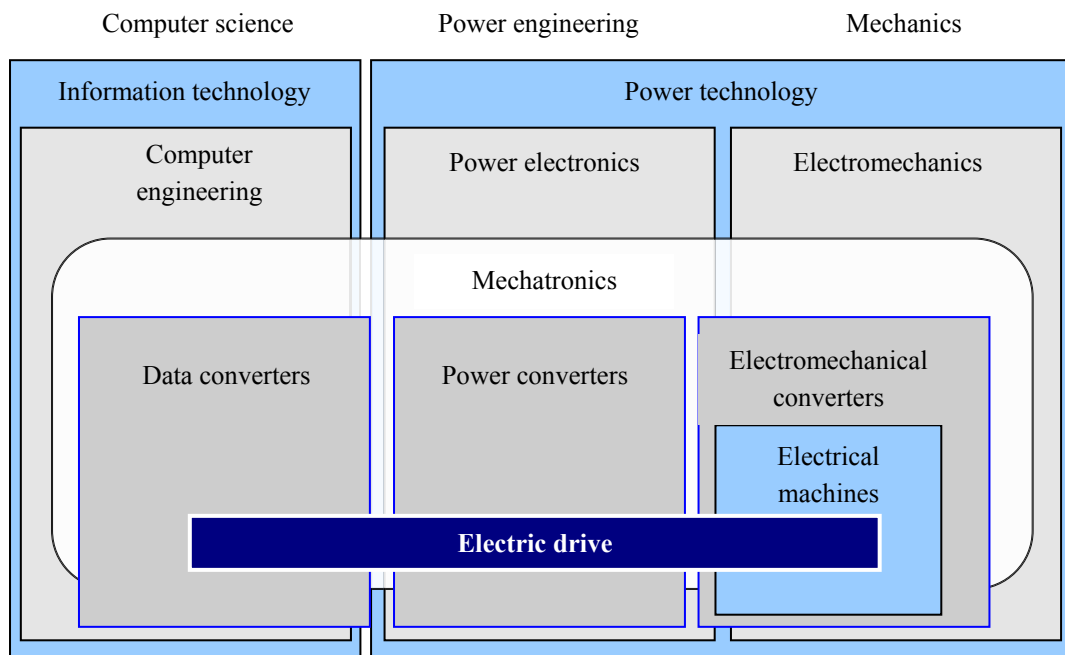 Computer science
Power engineering
Mechanics
Information technology
Power technology
Computer
engineering
Power electronics
Electromechanics
Mechatronics
Data converters
Power converters
Electromechanical
converters
Electrical
machines
Electric drive